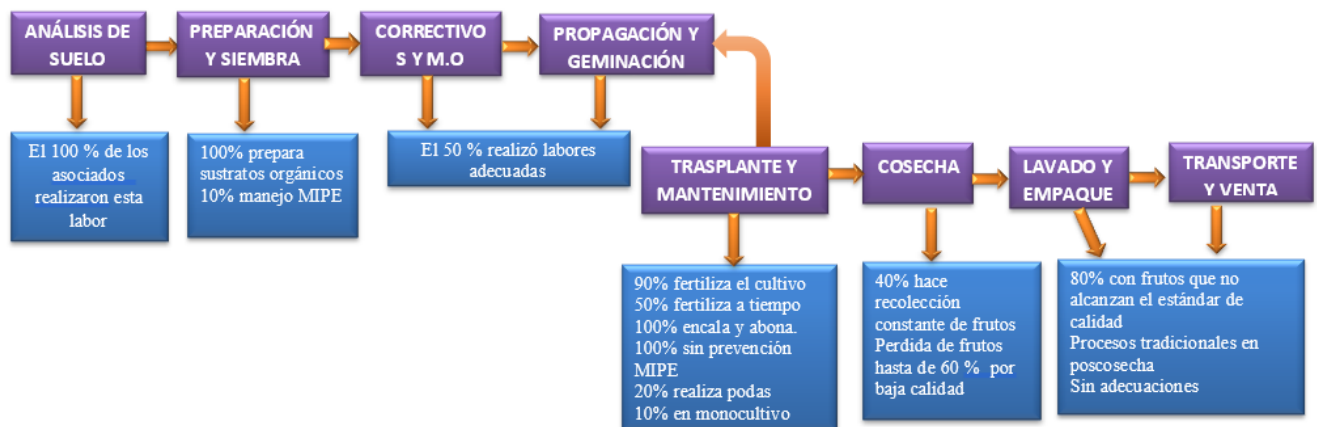 ANÁLISIS DE
SUELO
PREPARACIÓN
Y SIEMBRA
CORRECTIVO
S Y M.O
PROPAGACIÓN Y
GEMINACIÓN
El 100 % de los
asociados
realizaron esta
labor
100% prepara
sustratos orgánicos
10% manejo MIPE
El 50 % realizó labores
adecuadas
TRASPLANTE Y
MANTENIMIENTO
COSECHA
LAVADO Y
EMPAQUE
TRANSPORTE
Y VENTA
90% fertiliza el cultivo
50% fertiliza a tiempo
100% encala y abona.
100% sin prevención
MIPE
20% realiza podas
10% en monocultivo
40% hace
recolección
constante de frutos
Perdida de frutos
hasta de 60 % por
baja calidad
80% con frutos que no
alcanzan el estándar de
calidad
Procesos tradicionales en
poscosecha
Sin adecuaciones